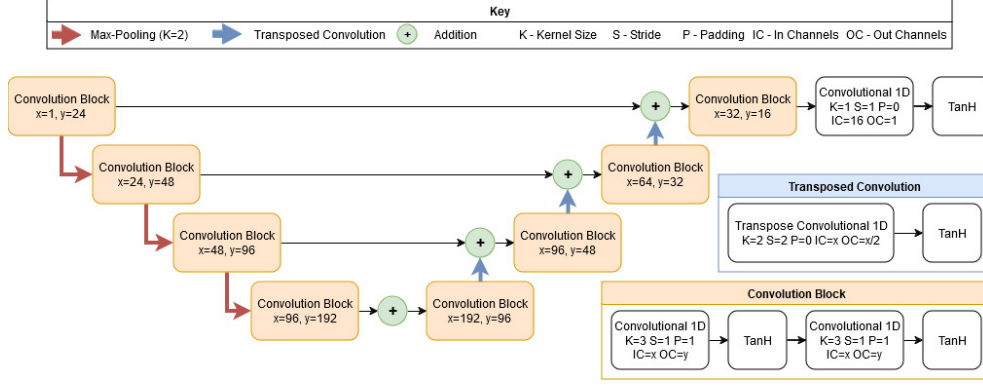 Key
Max-Pooling (K=2)
Transposed Convolution
+
Addition
K - Kernel Size
S - Stride
P - Padding
IC - In Channels
OC - Out Channels
Convolution Block
x=1, y=24
+
Convolution Block
x=32, y=16
Convolutional 1D
K=1 S=1 P=0
IC=16 OC=1
TanH
Convolution Block
x=24, y=48
+
Convolution Block
x=64, y=32
Convolution Block
x=48, y=96
+
Convolution Block
x=96, y=48
Convolution Block
x=96, y=192
+
Convolution Block
x=192, y=96
Transposed Convolution
Transpose Convolutional 1D
K=2 S=2 P=0 IC=x OC=x/2
TanH
Convolution Block
Convolutional 1D
K=3 S=1 P=1
IC=x OC=y
TanH
Convolutional 1D
K=3 S=1 P=1
IC=x OC=y
TanH